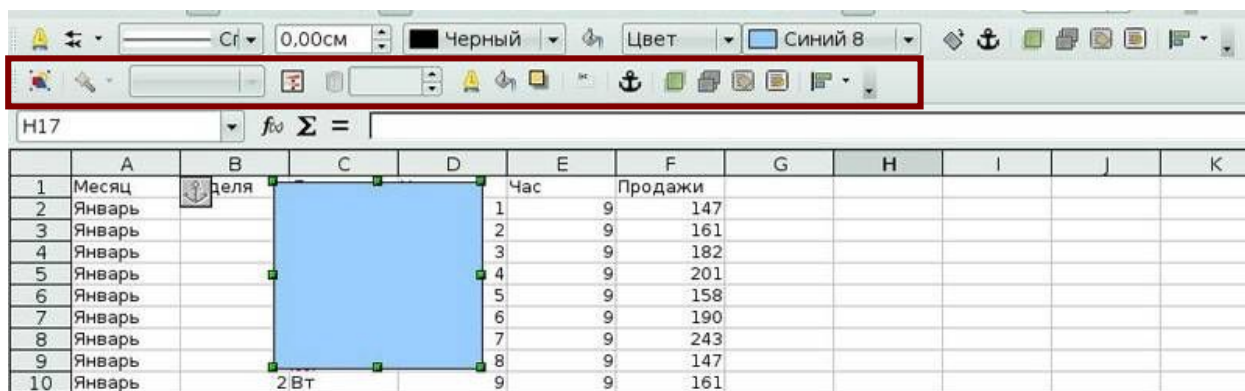 0,00см Черный Цвет Синий 8
H17 f(x) Σ =
A B C D E F G H I J K
1 Месяц деля Час Продажи
2 Январь 1 9 147
3 Январь 2 9 161
4 Январь 3 9 182
5 Январь 4 9 201
6 Январь 5 9 158
7 Январь 6 9 190
8 Январь 7 9 243
9 Январь 8 9 147
10 Январь 2 Вт 9 9 161